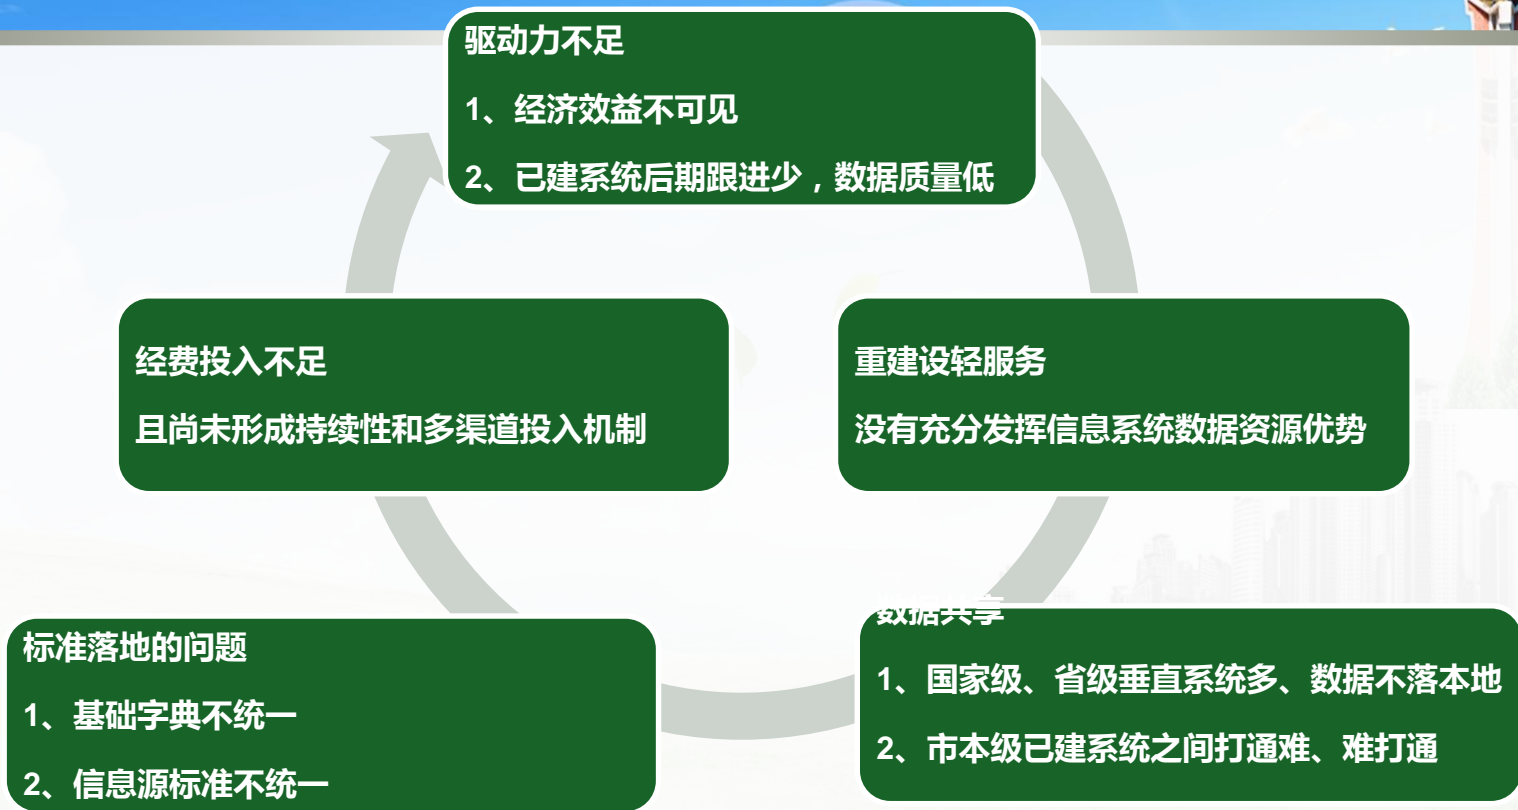 驱动力不足
1、经济效益不可见
2、已建系统后期跟进少，数据质量低
经费投入不足
且尚未形成持续性和多渠道投入机制
重建设轻服务
没有充分发挥信息系统数据资源优势
标准落地的问题
1、基础字典不统一
2、信息源标准不统一
数据共享
1、国家级、省级垂直系统多、数据不落本地
2、市本级已建系统之间打通难、难打通